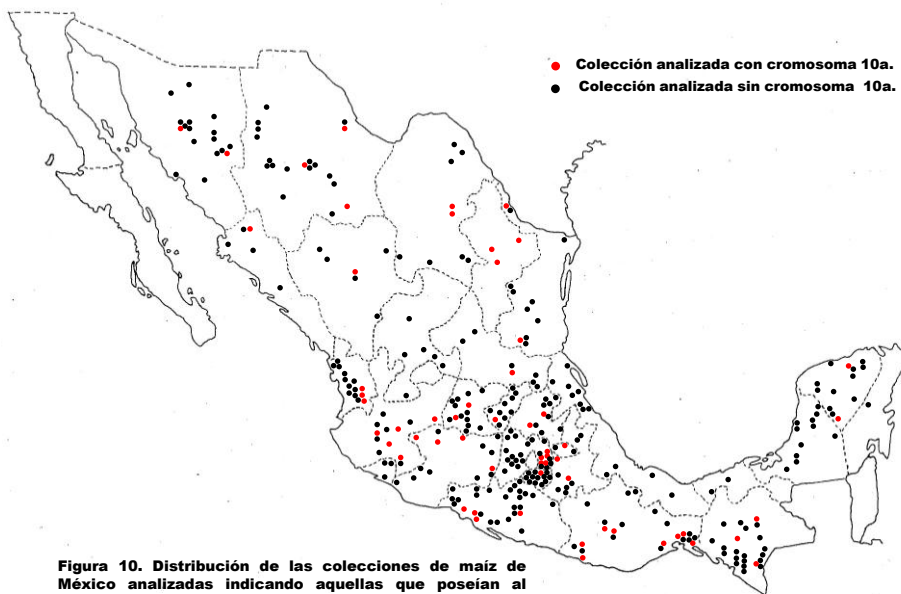 Colección analizada con cromosoma 10a.
Colección analizada sin cromosoma 10a.
Figura 10. Distribución de las colecciones de maíz de
México analizadas indicando aquellas que poseían al